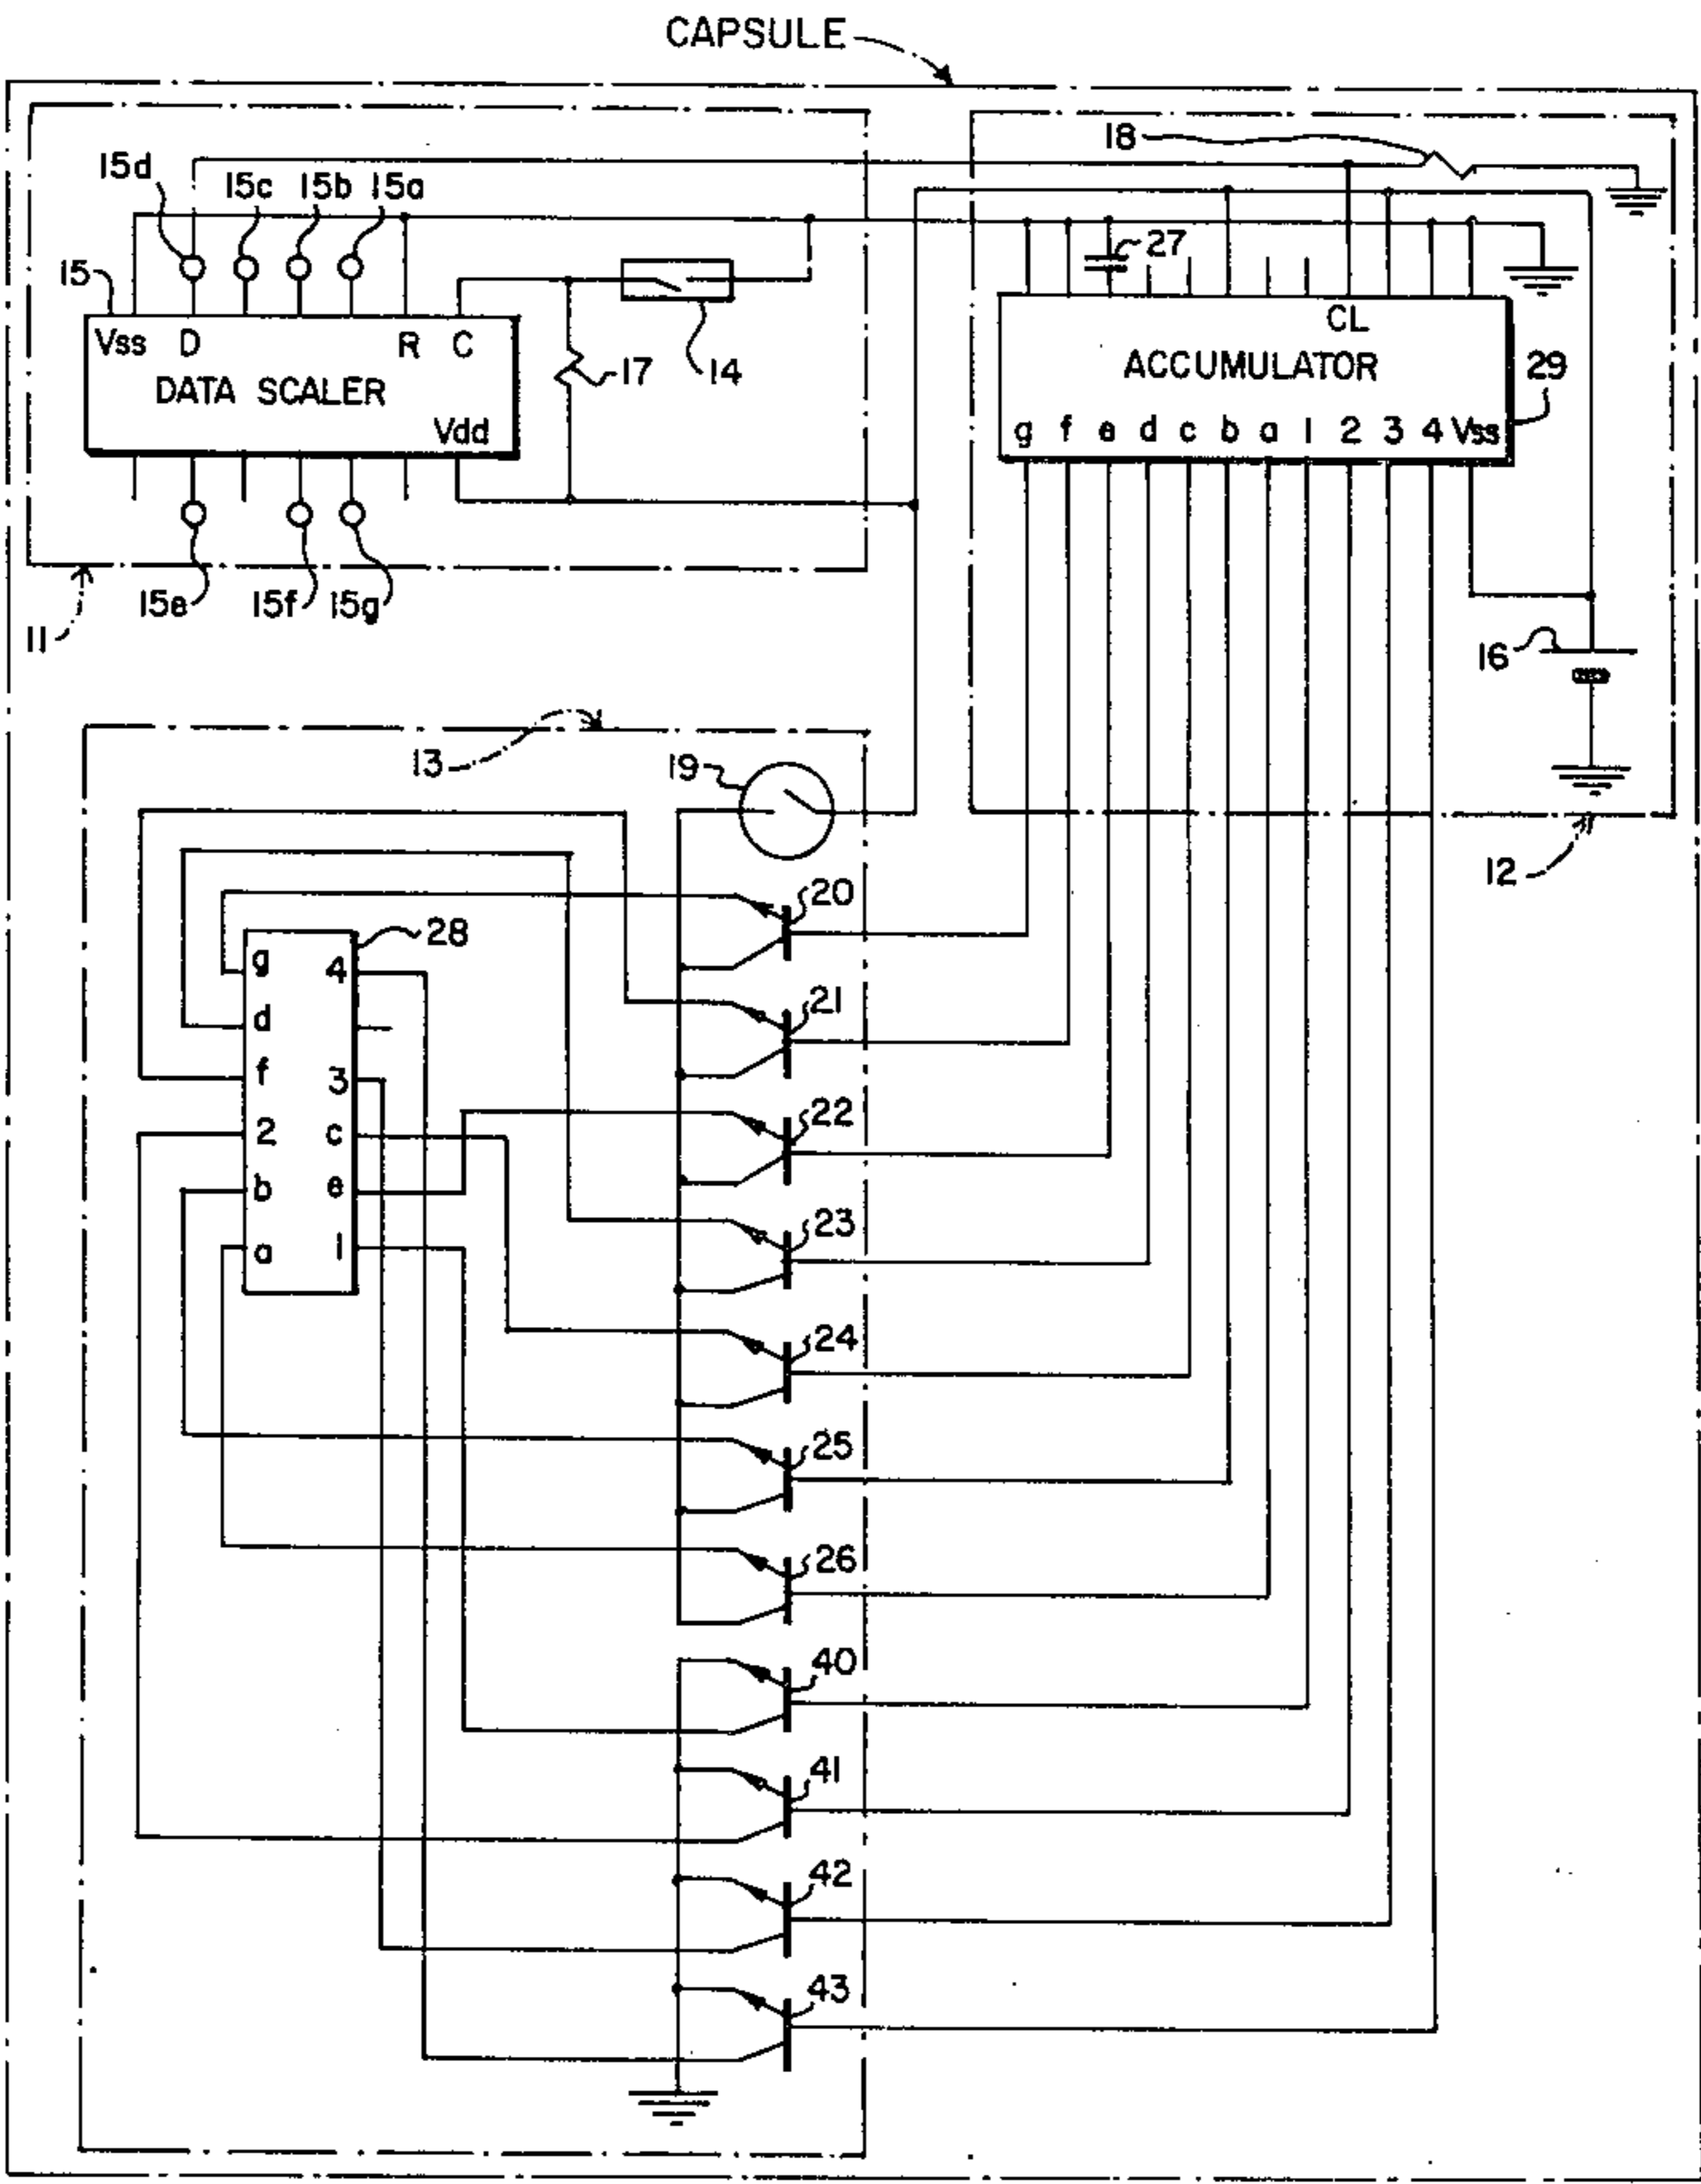 CAPSULE
18
15d
15c
15b
15a
27
15
Vss D R C
CL
17
14
DATA SCALER
ACCUMULATOR
29
Vdd
g f e d c b a 1 2 3 4 Vss
15e
15f
15g
11
16
13
19
12
20
28
g
4
21
d
f
3
22
2
c
b
e
23
a
1
24
25
26
40
41
42
43